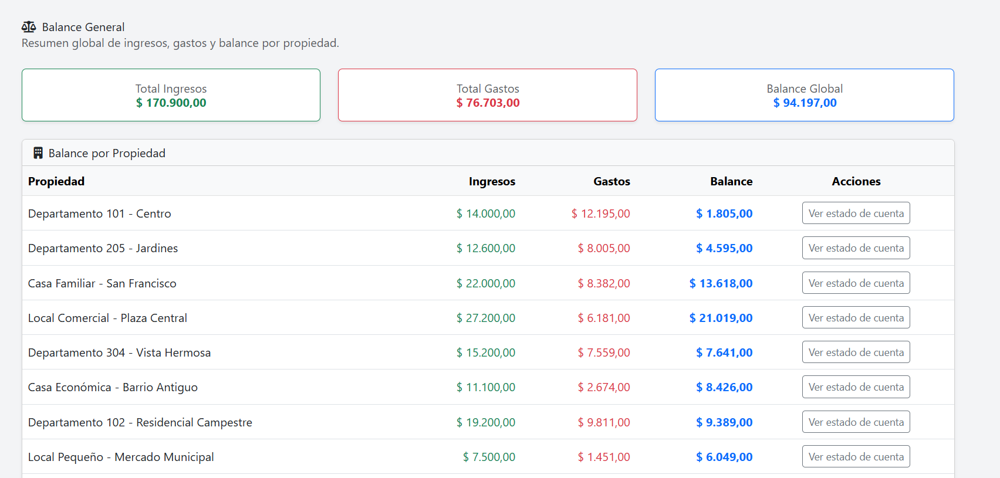 Balance General
Resumen global de ingresos, gastos y balance por propiedad.
Total Ingresos
$ 170.900,00
Total Gastos
$ 76.703,00
Balance Global
$ 94.197,00
Balance por Propiedad
Propiedad Ingresos Gastos Balance Acciones
Departamento 101 - Centro $ 14.000,00 $ 12.195,00 $ 1.805,00 Ver estado de cuenta
Departamento 205 - Jardines $ 12.600,00 $ 8.005,00 $ 4.595,00 Ver estado de cuenta
Casa Familiar - San Francisco $ 22.000,00 $ 8.382,00 $ 13.618,00 Ver estado de cuenta
Local Comercial - Plaza Central $ 27.200,00 $ 6.181,00 $ 21.019,00 Ver estado de cuenta
Departamento 304 - Vista Hermosa $ 15.200,00 $ 7.559,00 $ 7.641,00 Ver estado de cuenta
Casa Económica - Barrio Antiguo $ 11.100,00 $ 2.674,00 $ 8.426,00 Ver estado de cuenta
Departamento 102 - Residencial Campestre $ 19.200,00 $ 9.811,00 $ 9.389,00 Ver estado de cuenta
Local Pequeño - Mercado Municipal $ 7.500,00 $ 1.451,00 $ 6.049,00 Ver estado de cuenta